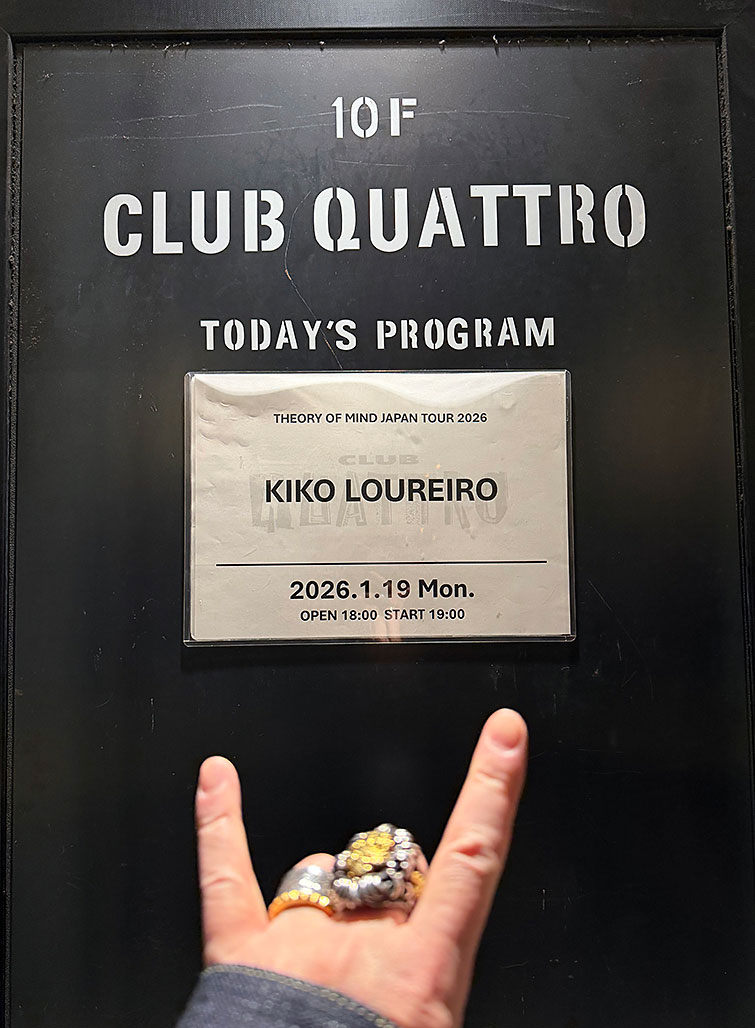 10F
CLUB QUATTRO
TODAY'S PROGRAM
THEORY OF MIND JAPAN TOUR 2026
CLUB
QUATTRO
KIKO LOUREIRO
2026.1.19 Mon.
OPEN 18:00 START 19:00